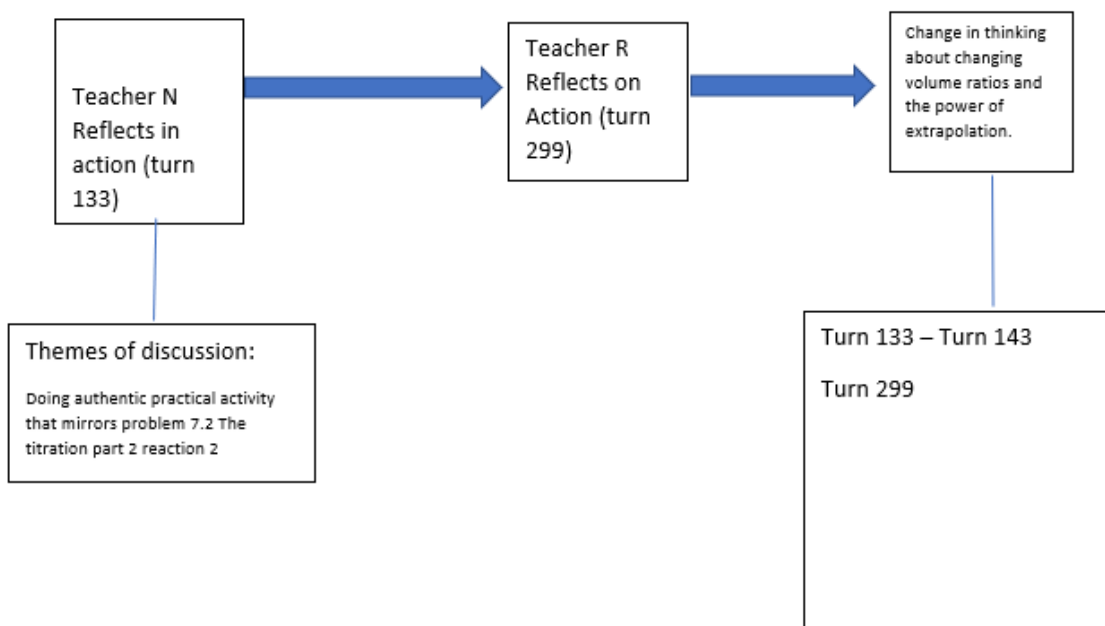 Teacher N
Reflects in
action (turn
133)
Teacher R
Reflects on
Action (turn
299)
Change in thinking
about changing
volume ratios and
the power of
extrapolation.
Themes of discussion:
Doing authentic practical activity
that mirrors problem 7.2 The
titration part 2 reaction 2
Turn 133 – Turn 143
Turn 299